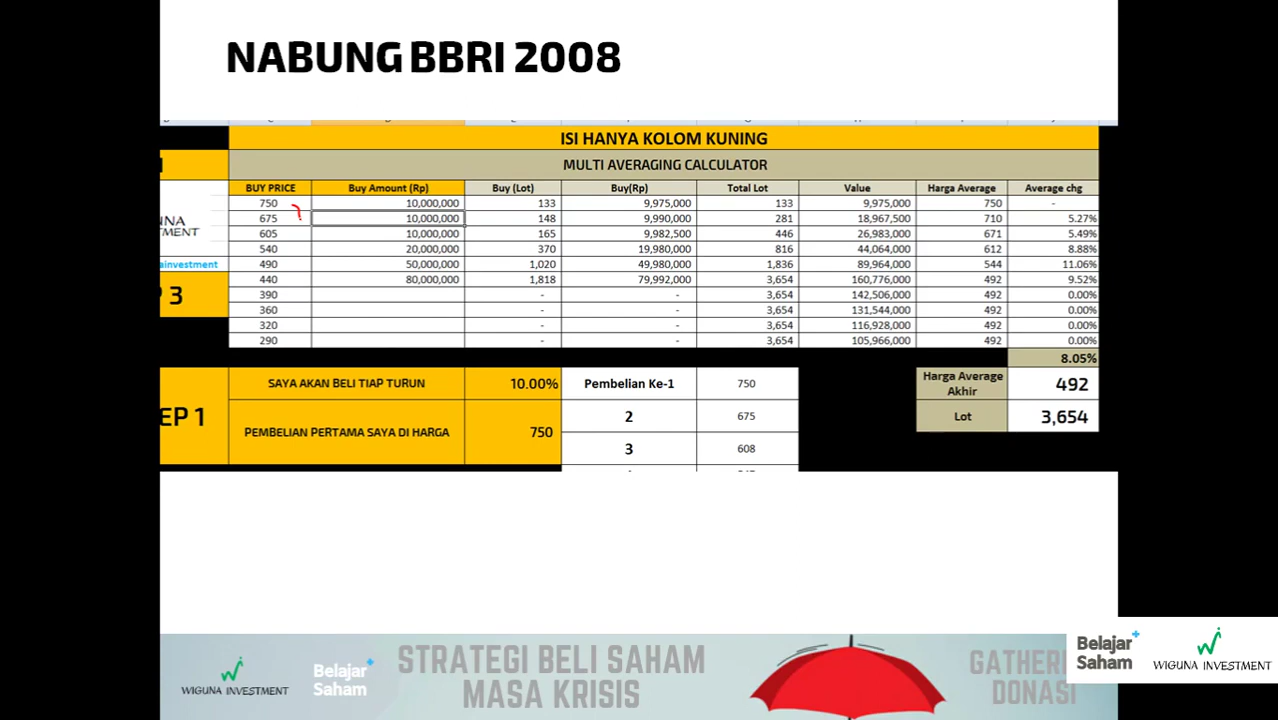 NABUNG BBRI 2008
ISI HANYA KOLOM KUNING
MULTI AVERAGING CALCULATOR
BUY PRICE Buy Amount (Rp) Buy (Lot) Buy(Rp) Total Lot Value Harga Average Average chg
750 10,000,000 133 9,975,000 133 9,975,000 750 -
675 10,000,000 148 9,990,000 281 18,967,500 710 5.27%
605 10,000,000 165 9,982,500 446 26,983,000 671 5.49%
540 20,000,000 370 19,980,000 816 44,064,000 612 8.88%
490 50,000,000 1,020 49,980,000 1,836 89,964,000 544 11.06%
440 80,000,000 1,818 79,992,000 3,654 160,776,000 492 9.52%
390 - - 3,654 142,506,000 492 0.00%
360 - - 3,654 131,544,000 492 0.00%
320 - - 3,654 116,928,000 492 0.00%
290 - - 3,654 105,966,000 492 0.00%
8.05%
NA
TMENT
ainvestment
3
EP 1
SAYA AKAN BELI TIAP TURUN 10.00% Pembelian Ke-1 750
PEMBELIAN PERTAMA SAYA DI HARGA 750
2 675
3 608
Harga Average Akhir 492
Lot 3,654
WIGUNA INVESTMENT
Belajar+
Saham
STRATEGI BELI SAHAM
MASA KRISIS
GATHERI
DONASI
Belajar+
Saham
WIGUNA INVESTMENT